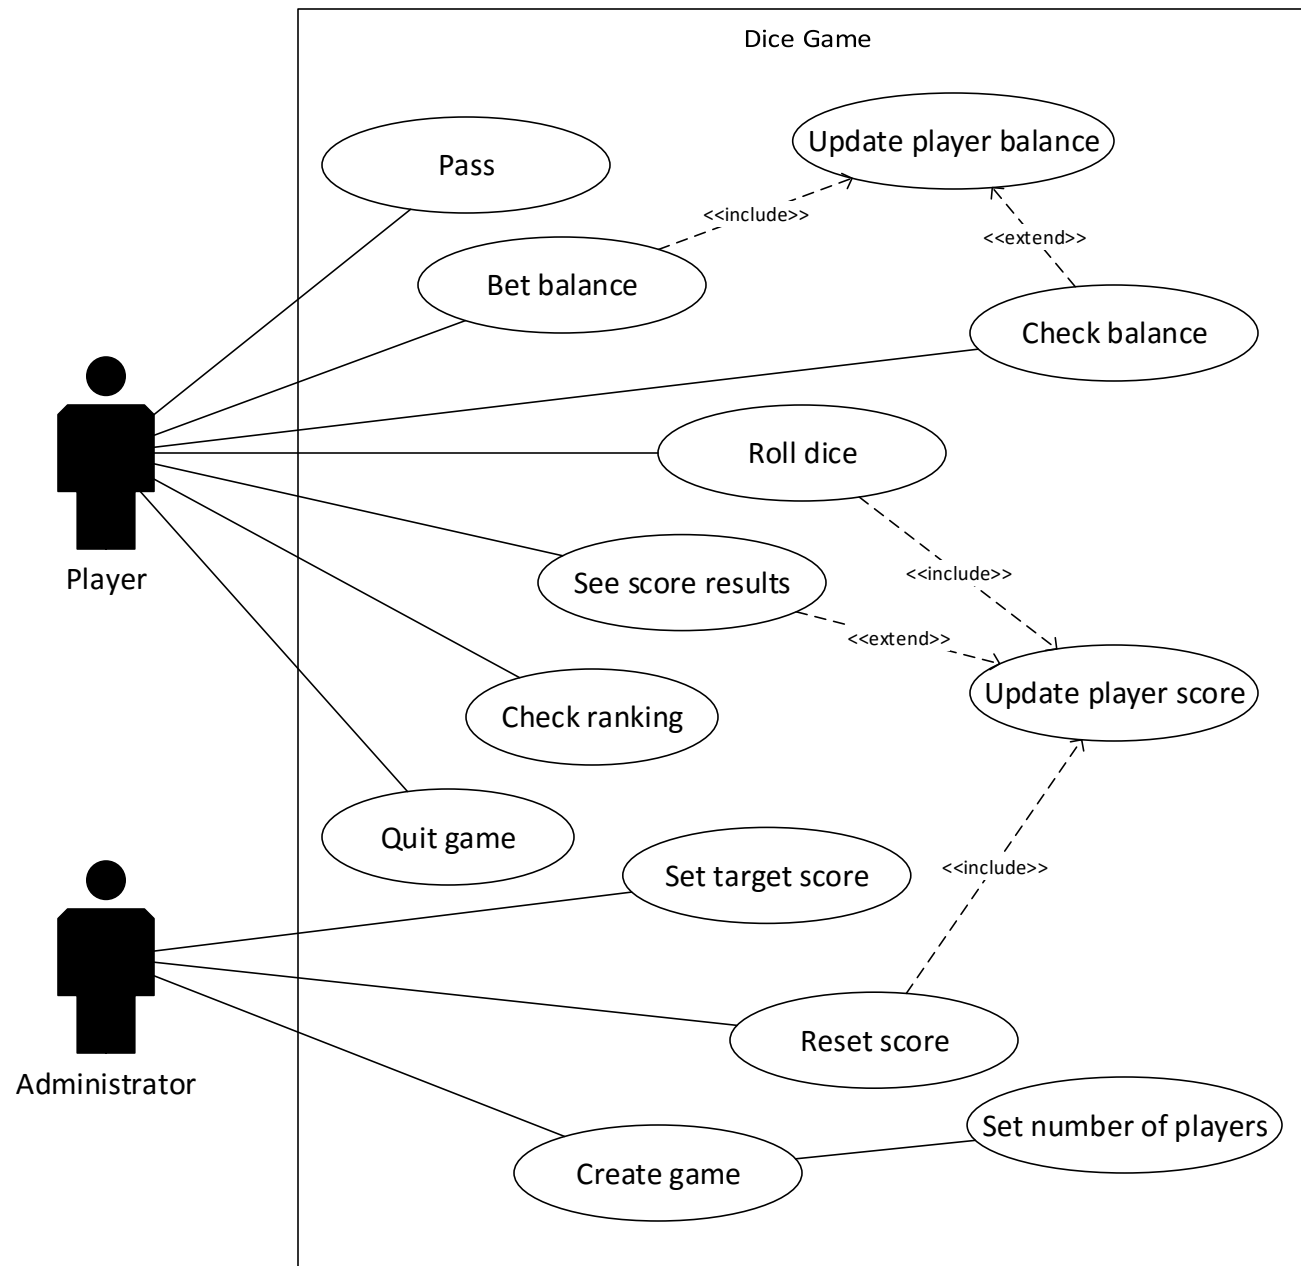 Dice Game
Update player balance
Pass
<<include>>
<<extend>>
Bet balance
Check balance
Roll dice
<<include>>
Player
See score results
<<extend>>
Update player score
Check ranking
Quit game
Set target score
<<include>>
Reset score
Administrator
Set number of players
Create game